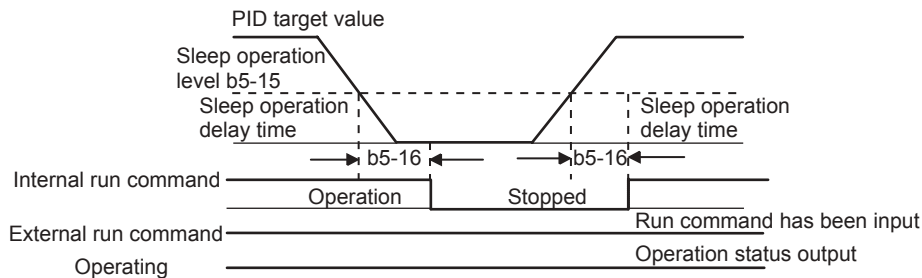 PID target value
Sleep operation
level b5-15
Sleep operation
delay time
Sleep operation
delay time
b5-16
b5-16
Internal run command
Operation
Stopped
Run command has been input
External run command
Operation status output
Operating